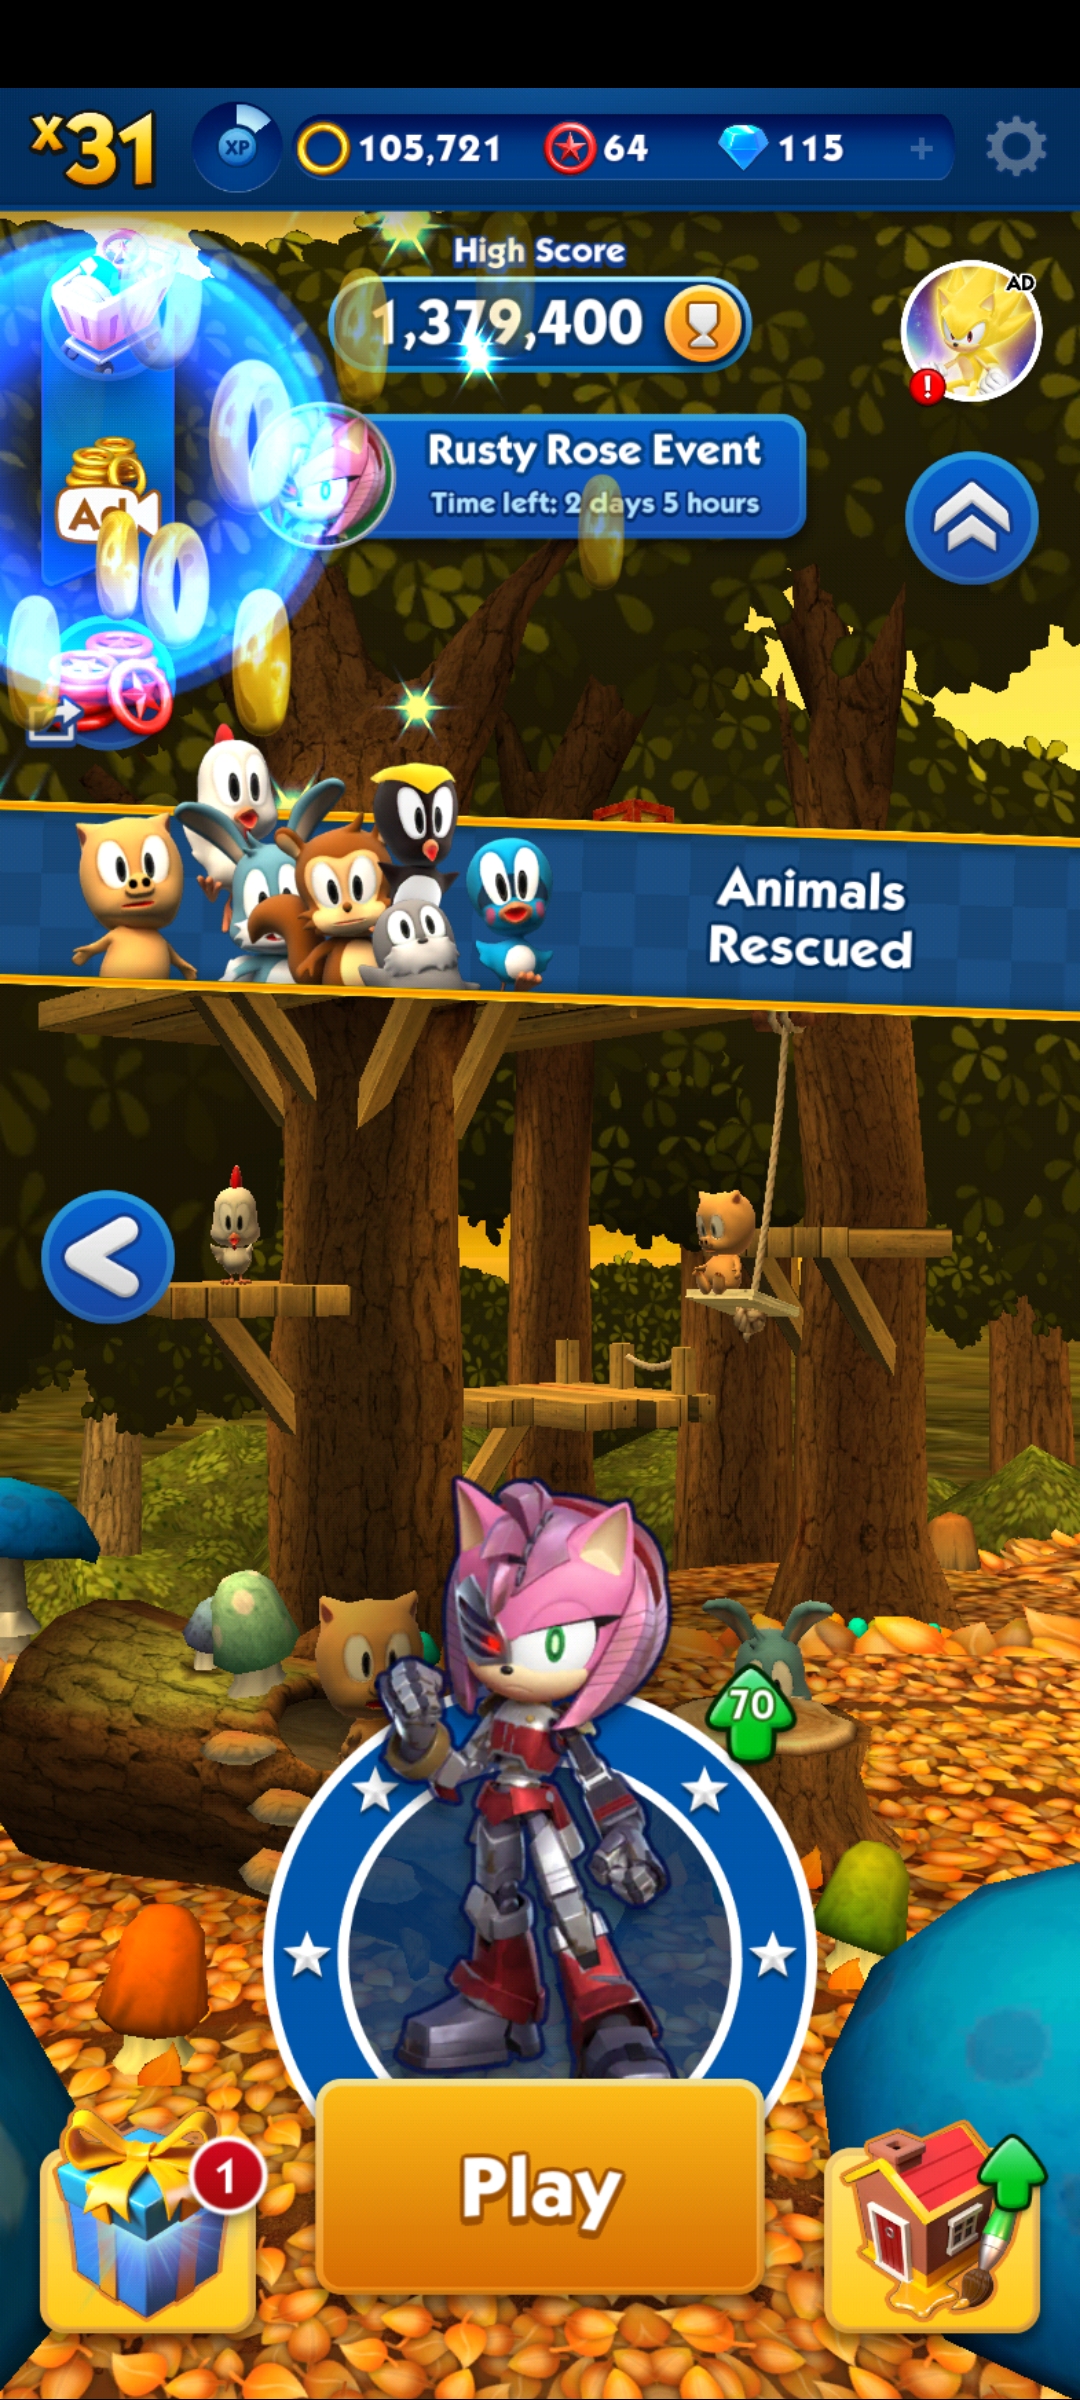 x31
XP
105,721
64
115
+
High Score
1,379,400
AD
!
Rusty Rose Event
Time left: 2 days 5 hours
Ad
Animals
Rescued
70
Play
1